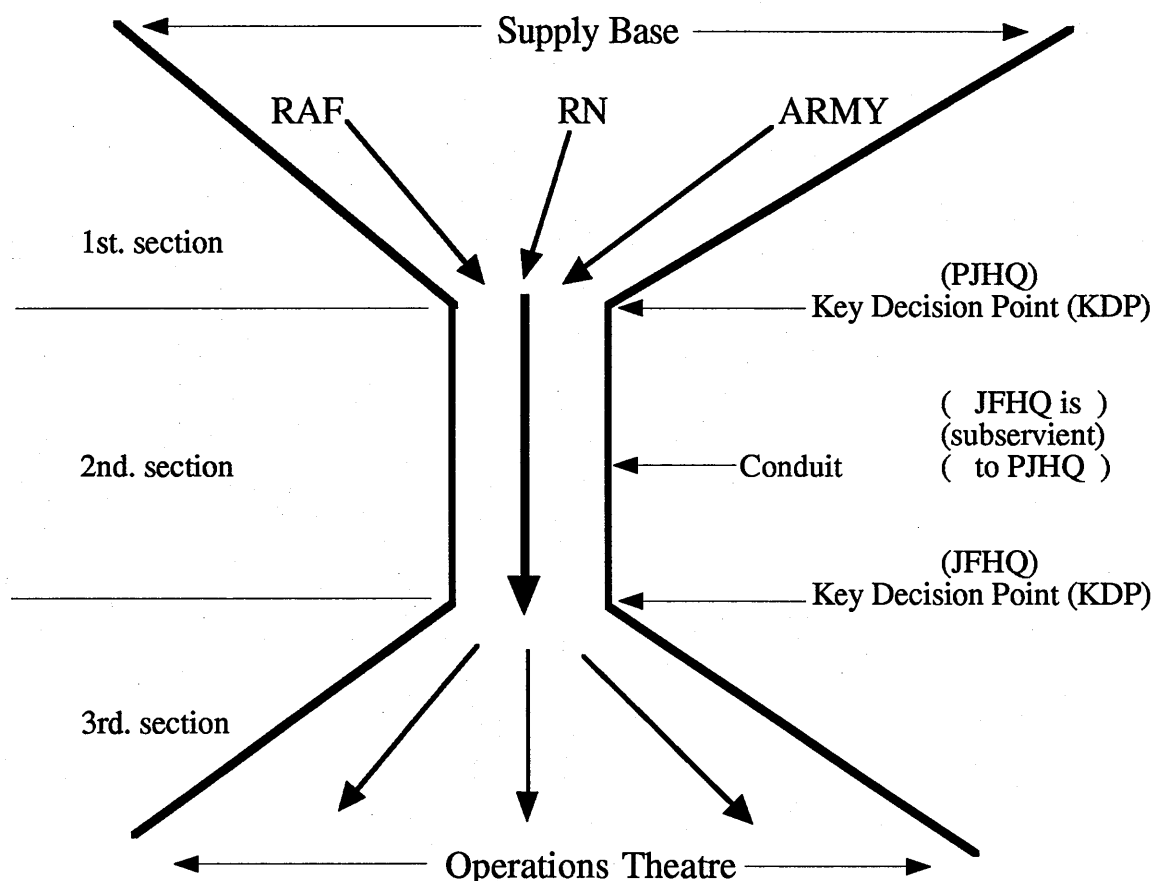 Supply Base
RAF RN ARMY
1st. section
(PJHQ)
Key Decision Point (KDP)
2nd. section
Conduit
( JFHQ is )
(subservient)
( to PJHQ )
(JFHQ)
Key Decision Point (KDP)
3rd. section
Operations Theatre